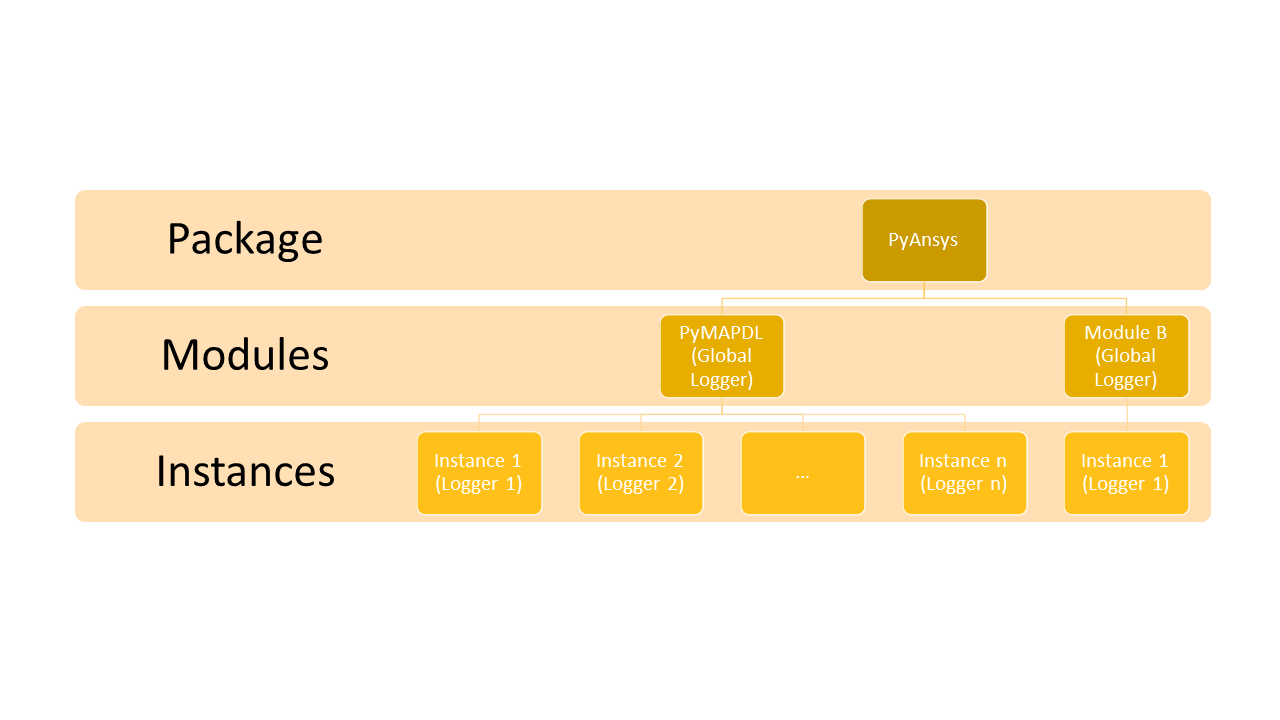 Package
PyAnsys
Modules
PyMAPDL
(Global
Logger)
Module B
(Global
Logger)
Instances
Instance 1
(Logger 1)
Instance 2
(Logger 2)
...
Instance n
(Logger n)
Instance 1
(Logger 1)